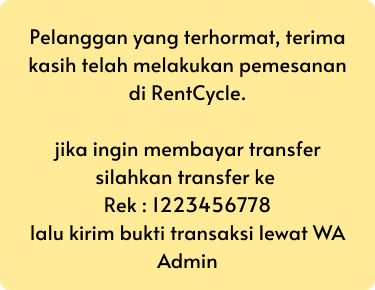 Pelanggan yang terhormat, terima
kasih telah melakukan pemesanan
di RentCycle.
jika ingin membayar transfer
silahkan transfer ke
Rek : 1223456778
lalu kirim bukti transaksi lewat WA
Admin